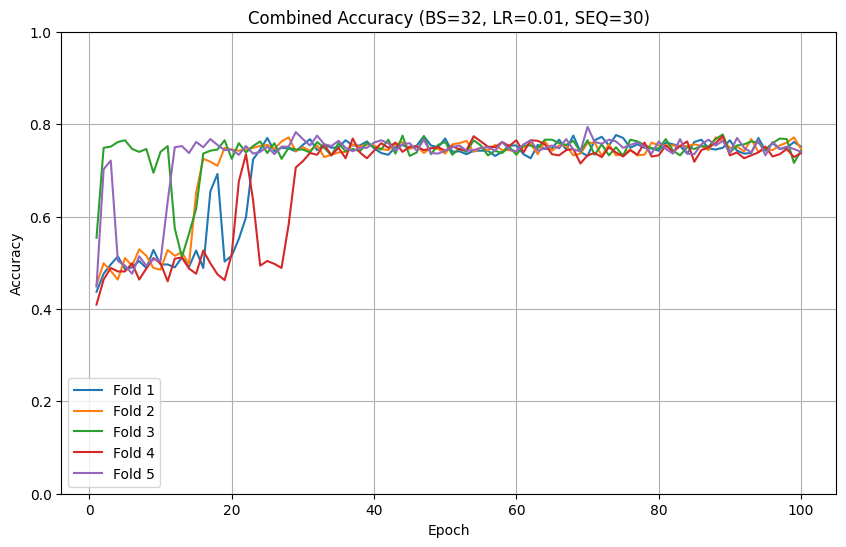 Combined Accuracy (BS=32, LR=0.01, SEQ=30)
1.0
0.8
0.6
0.4
0.2
0.0
Accuracy
Fold 1
Fold 2
Fold 3
Fold 4
Fold 5
0 20 40 60 80 100
Epoch